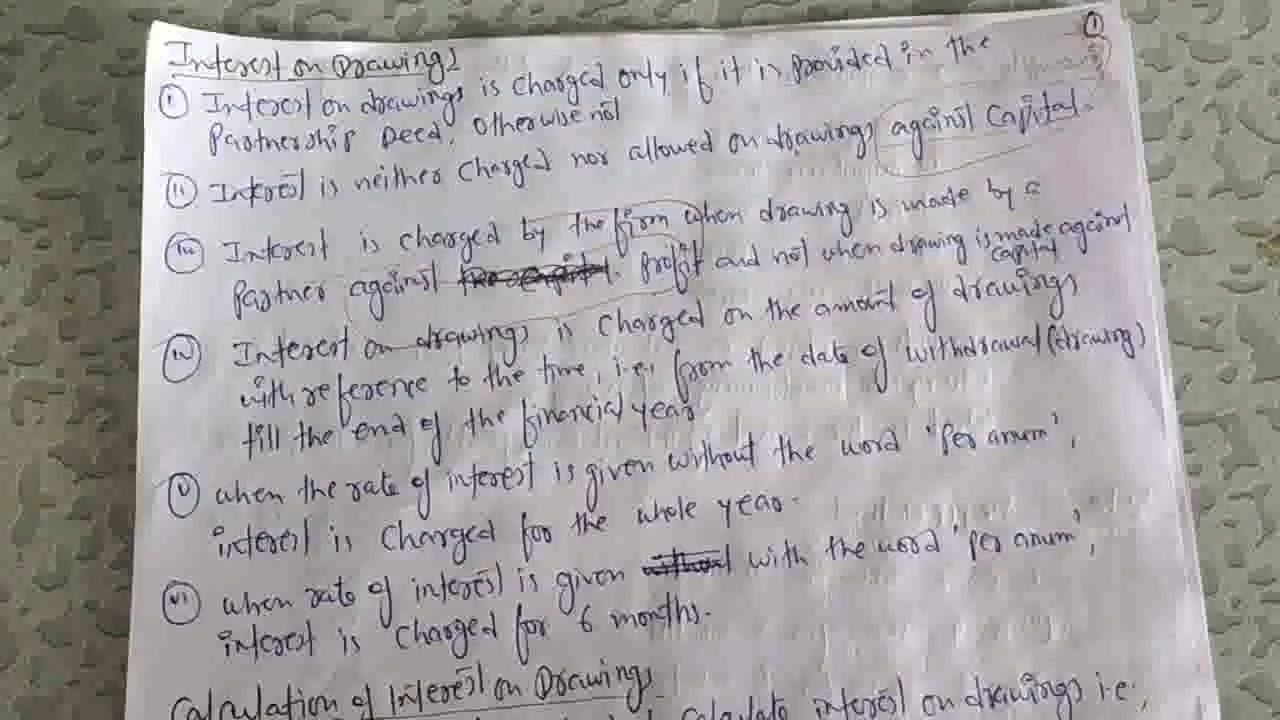 ①
Interest on Drawings
ⓘ Interest on drawings is charged only if it is provided in the
Partnership Deed, otherwise not
ⓘⓘ Interest is neither charged nor allowed on drawings against Capital.
ⓘⓘⓘ Interest is charged by the firm when drawing is made by a
Partner against profit and not when drawing is made against
capital
ⓘⓥ Interest on drawings is charged on the amount of drawings
with reference to the time, i.e., from the date of withdrawal (drawing)
till the end of the financial year
ⓥ when the rate of interest is given without the word "Per anum",
interest is charged for the whole year.
ⓥⓘ when rate of interest is given with the word 'per anum',
interest is charged for 6 months.
Calculation of Interest on Drawings
calculate interest on drawings i.e.,